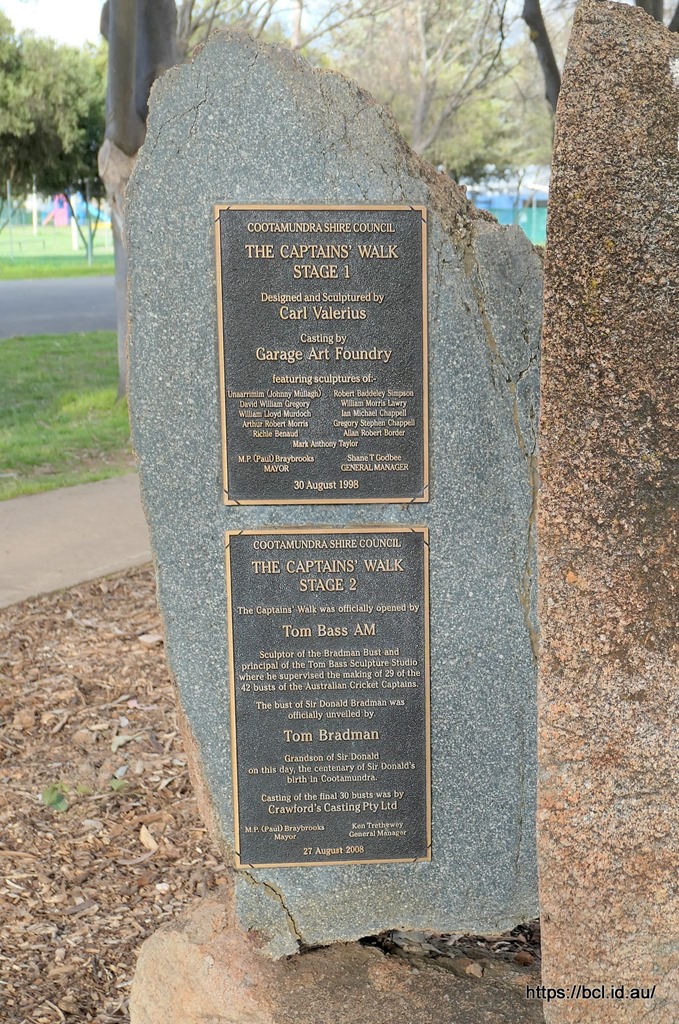 COOTAMUNDRA SHIRE COUNCIL
THE CAPTAINS' WALK
STAGE 1
Designed and Sculptured by
Carl Valerius
Casting by
Garage Art Foundry
featuring sculptures of:-
Unaarrimin (Johnny Mullagh)
David William Gregory
William Lloyd Murdoch
Arthur Robert Morris
Richie Benaud
Robert Baddeley Simpson
William Morris Lawry
Ian Michael Chappell
Gregory Stephen Chappell
Allan Robert Border
Mark Anthony Taylor
M.P. (Paul) Braybrooks
MAYOR
Shane T Godbee
GENERAL MANAGER
30 August 1998
COOTAMUNDRA SHIRE COUNCIL
THE CAPTAINS' WALK
STAGE 2
The Captains' Walk was officially opened by
Tom Bass AM
Sculptor of the Bradman Bust and
principal of the Tom Bass Sculpture Studio
where he supervised the making of 29 of the
42 busts of the Australian Cricket Captains.
The bust of Sir Donald Bradman was
officially unveiled by
Tom Bradman
Grandson of Sir Donald
on this day, the centenary of Sir Donald's
birth in Cootamundra.
Casting of the final 30 busts was by
Crawford's Casting Pty Ltd
M.P. (Paul) Braybrooks
Mayor
Ken Trethewey
General Manager
27 August 2008
https://bcl.id.au/